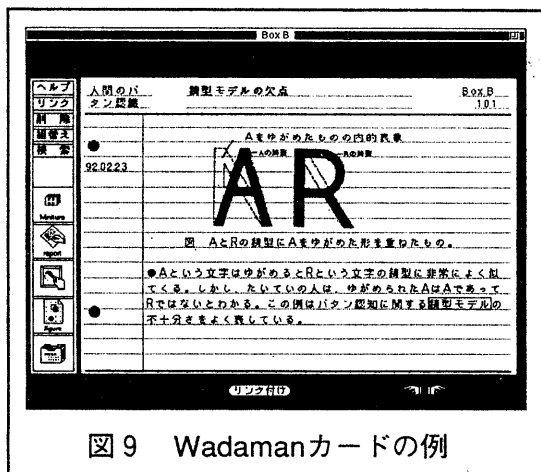 Box B
ヘルプ
リンク
削除
組替え
検索
Miniture
report
figure
人間のパ
タン認識
鋳型モデルの欠点
Box B
1 0 1
92.02.23
Aをゆがめたものの内的表象
Aの鋳型
Rの鋳型
A R
図 AとRの鋳型にAをゆがめた形を重ねたもの。
●Aという文字はゆがめるとRという文字の鋳型に非常によく似
てくる。しかし、たいていの人は、ゆがめられたAはAであって
Rではないとわかる。この例はパタン認知に関する鋳型モデルの
不十分さをよく表している。
リンク付け
図9 Wadamanカードの例